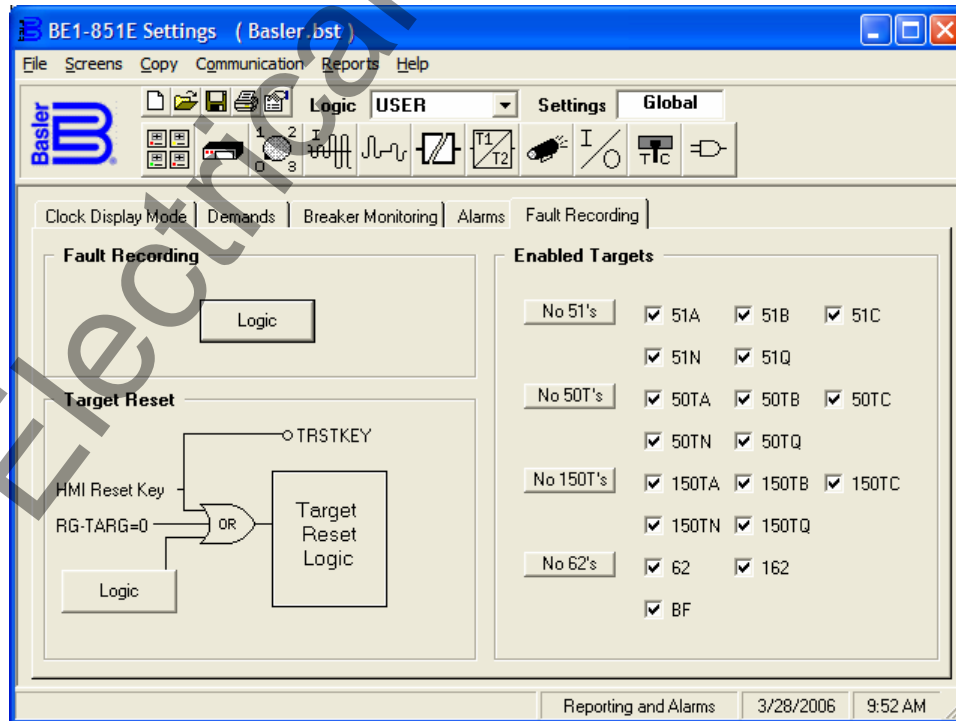 BE1-851E Settings ( Basler.bst )
File Screens Copy Communication Reports Help
Basler
Logic USER Settings Global
1 2 0 3 I T1 T2 I O T C
Clock Display Mode Demands Breaker Monitoring Alarms Fault Recording
Fault Recording
Logic
Target Reset
TRSTKEY
HMI Reset Key
RG-TARG=0
OR
Target
Reset
Logic
Logic
Enabled Targets
No 51's 51A 51B 51C
51N 51Q
No 50T's 50TA 50TB 50TC
50TN 50TQ
No 150T's 150TA 150TB 150TC
150TN 150TQ
No 62's 62 162
BF
Reporting and Alarms 3/28/2006 9:52 AM
Electrical